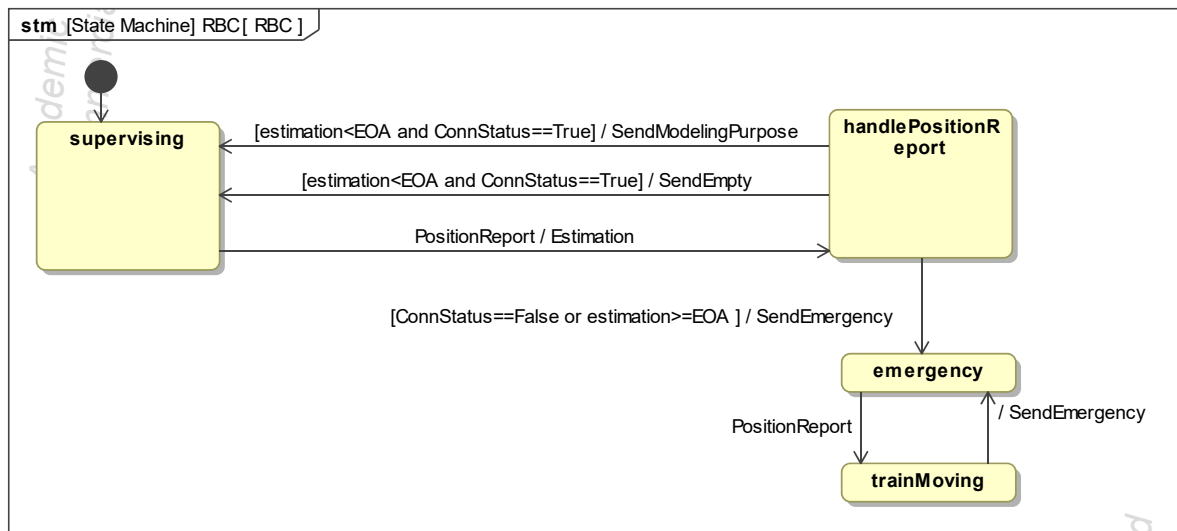 stm [State Machine] RBC[ RBC ]
supervising
[estimation<EOA and ConnStatus==True] / SendModelingPurpose
handlePositionR
eport
[estimation<EOA and ConnStatus==True] / SendEmpty
PositionReport / Estimation
[ConnStatus==False or estimation>=EOA ] / SendEmergency
emergency
PositionReport
/ SendEmergency
trainMoving